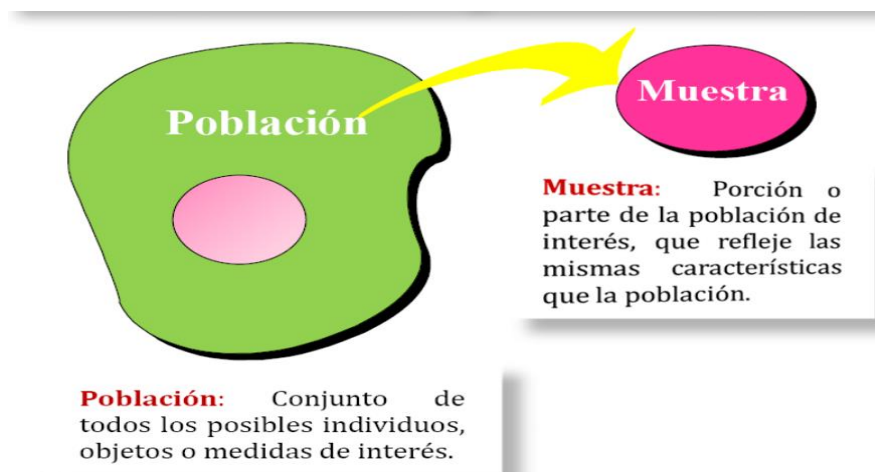 Población
Muestra
Muestra: Porción o
parte de la población de
interés, que refleje las
mismas características
que la población.
Población: Conjunto de
todos los posibles individuos,
objetos o medidas de interés.